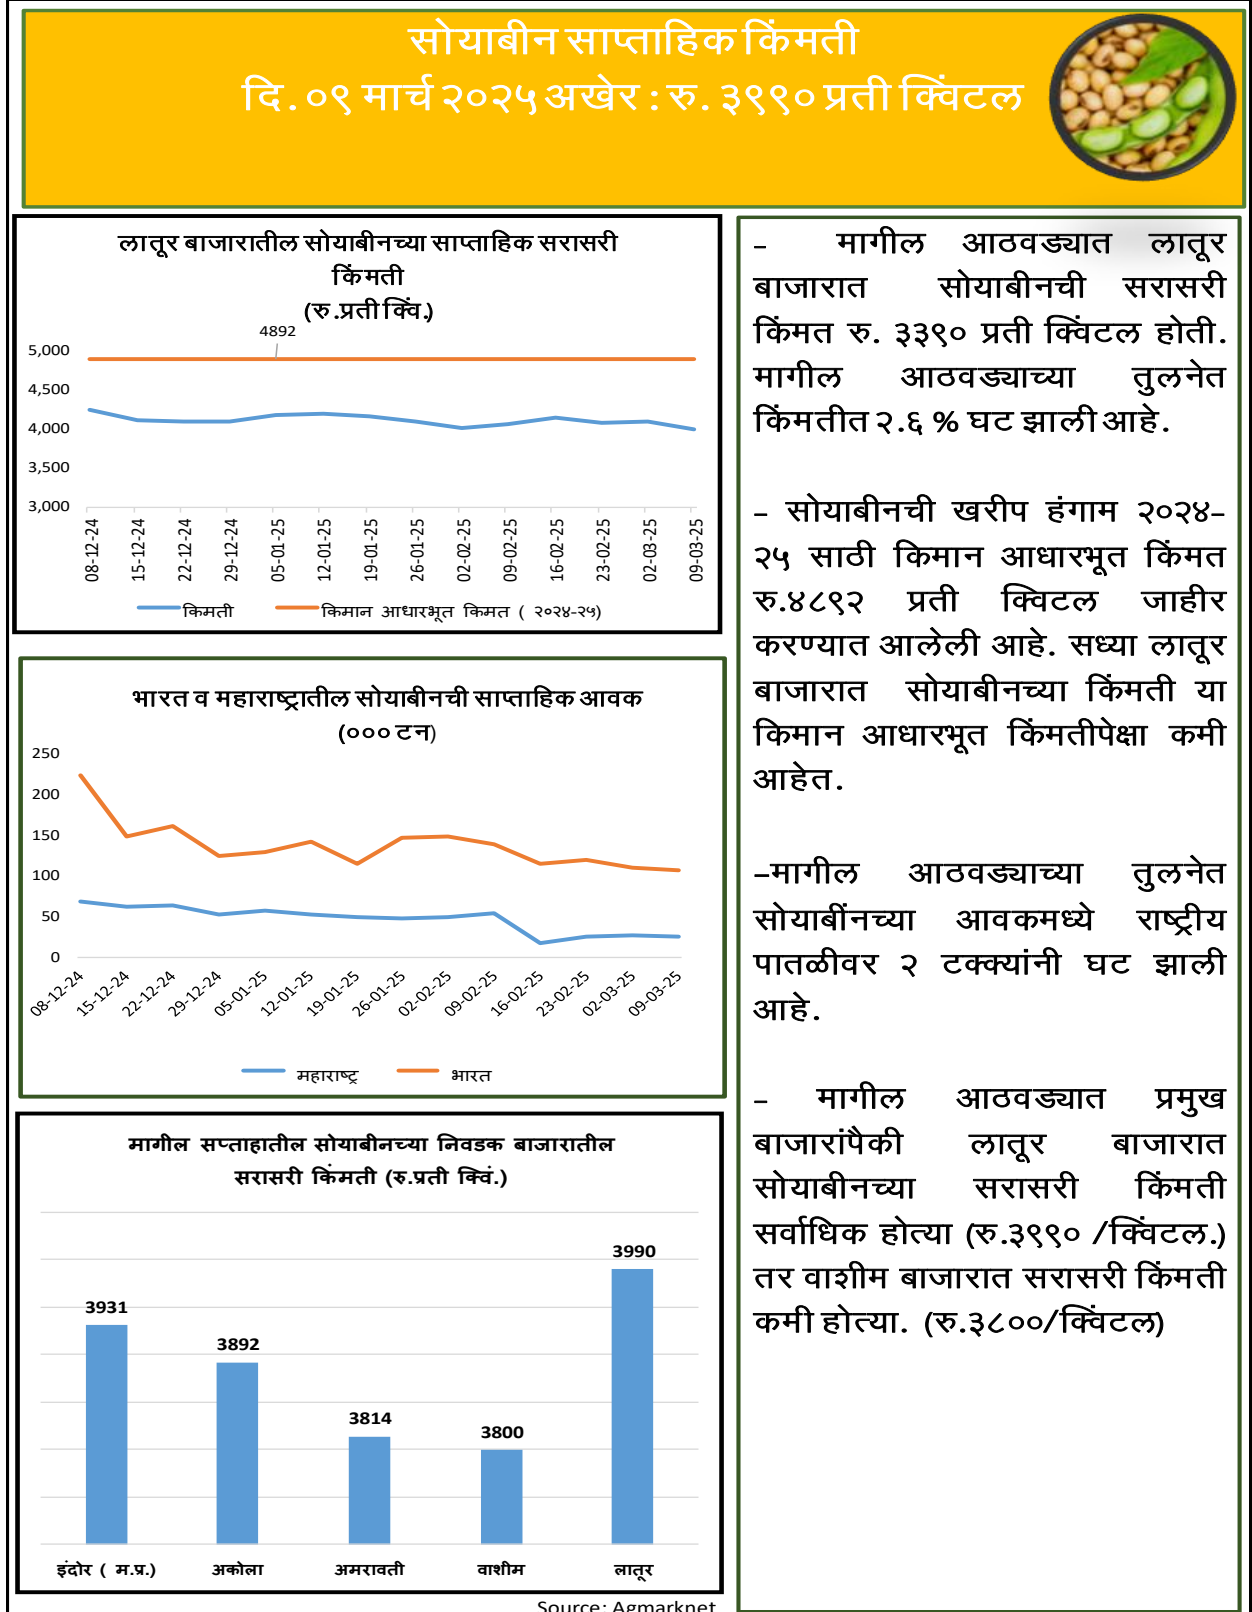 सोयाबीन साप्ताहिक किंमती
दि. ०९ मार्च २०२५ अखेर : रु. ३९९० प्रती क्विंटल
लातूर बाजारातील सोयाबीनच्या साप्ताहिक सरासरी
किंमती
(रु.प्रती क्विं.)
4892
5,000
4,500
4,000
3,500
3,000
08-12-24
15-12-24
22-12-24
29-12-24
05-01-25
12-01-25
19-01-25
26-01-25
02-02-25
09-02-25
16-02-25
23-02-25
02-03-25
09-03-25
किमती
किमान आधारभूत किमत ( २०२४-२५)
भारत व महाराष्ट्रातील सोयाबीनची साप्ताहिक आवक
(००० टन)
250
200
150
100
50
0
08-12-24
15-12-24
22-12-24
29-12-24
05-01-25
12-01-25
19-01-25
26-01-25
02-02-25
09-02-25
16-02-25
23-02-25
02-03-25
09-03-25
महाराष्ट्र
भारत
मागील सप्ताहातील सोयाबीनच्या निवडक बाजारातील
सरासरी किंमती (रु.प्रती क्विं.)
3931
3892
3814
3800
3990
इंदोर ( म.प्र.)
अकोला
अमरावती
वाशीम
लातूर
Source: Agmarknet
– मागील आठवड्यात लातूर
बाजारात सोयाबीनची सरासरी
किंमत रु. ३३९० प्रती क्विंटल होती.
मागील आठवड्याच्या तुलनेत
किंमतीत २.६ % घट झाली आहे.
– सोयाबीनची खरीप हंगाम २०२४–
२५ साठी किमान आधारभूत किंमत
रु.४८९२ प्रती क्विटल जाहीर
करण्यात आलेली आहे. सध्या लातूर
बाजारात सोयाबीनच्या किंमती या
किमान आधारभूत किंमतीपेक्षा कमी
आहेत.
–मागील आठवड्याच्या तुलनेत
सोयाबींनच्या आवकमध्ये राष्ट्रीय
पातळीवर २ टक्क्यांनी घट झाली
आहे.
– मागील आठवड्यात प्रमुख
बाजारांपैकी लातूर बाजारात
सोयाबीनच्या सरासरी किंमती
सर्वाधिक होत्या (रु.३९९० /क्विंटल.)
तर वाशीम बाजारात सरासरी किंमती
कमी होत्या. (रु.३८००/क्विंटल)